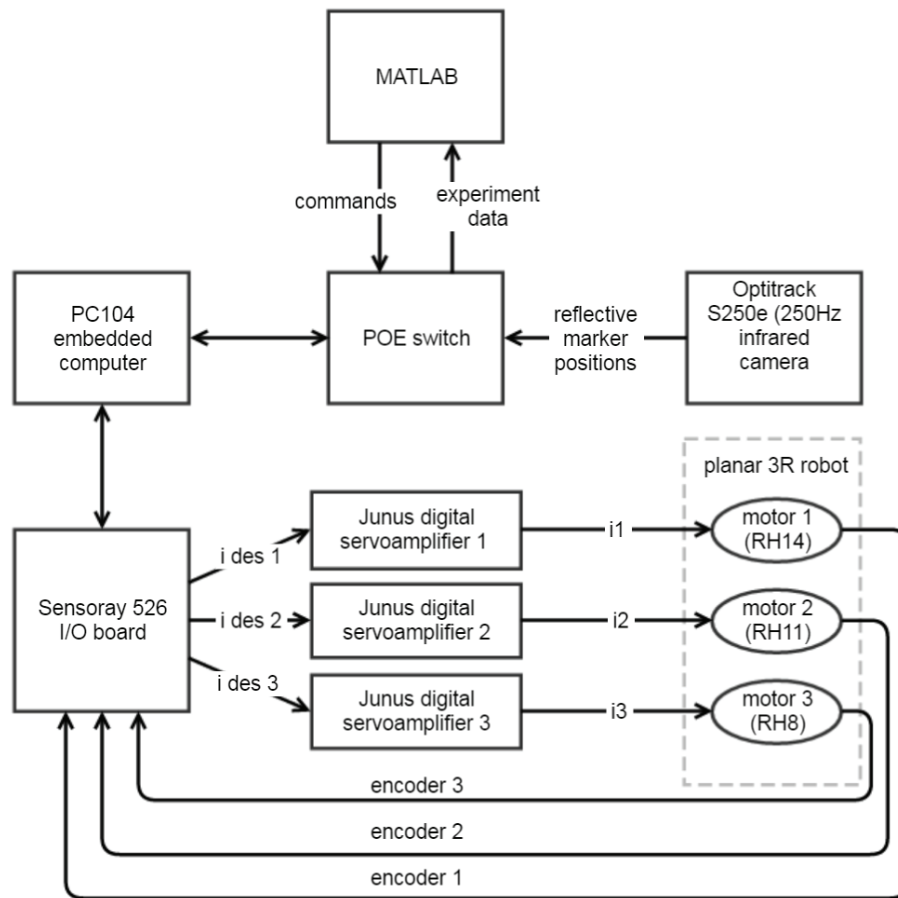 MATLAB
commands
experiment
data
PC104
embedded
computer
POE switch
reflective
marker
positions
Optitrack
S250e (250Hz
infrared
camera
planar 3R robot
Sensoray 526
I/O board
i des 1
i des 2
i des 3
Junus digital
servoamplifier 1
Junus digital
servoamplifier 2
Junus digital
servoamplifier 3
i1
i2
i3
motor 1
(RH14)
motor 2
(RH11)
motor 3
(RH8)
encoder 3
encoder 2
encoder 1